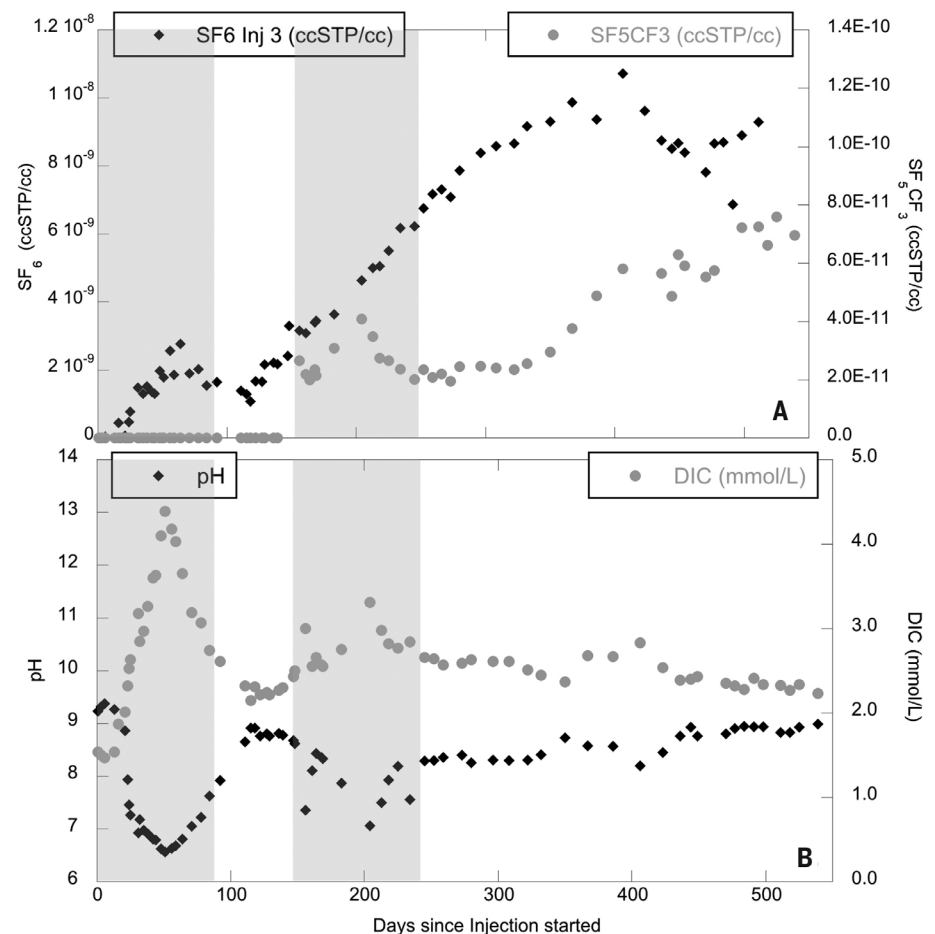 SF6 Inj 3 (ccSTP/cc)
SF5CF3 (ccSTP/cc)
1.2 10-8
1 10-8
8 10-9
6 10-9
4 10-9
2 10-9
0
SF6 (ccSTP/cc)
1.4E-10
1.2E-10
1.0E-10
8.0E-11
6.0E-11
4.0E-11
2.0E-11
0.0
SF5CF3 (ccSTP/cc)
A
pH
DIC (mmol/L)
14
13
12
11
10
9
8
7
6
pH
5.0
4.0
3.0
2.0
1.0
0.0
DIC (mmol/L)
B
0 100 200 300 400 500
Days since Injection started